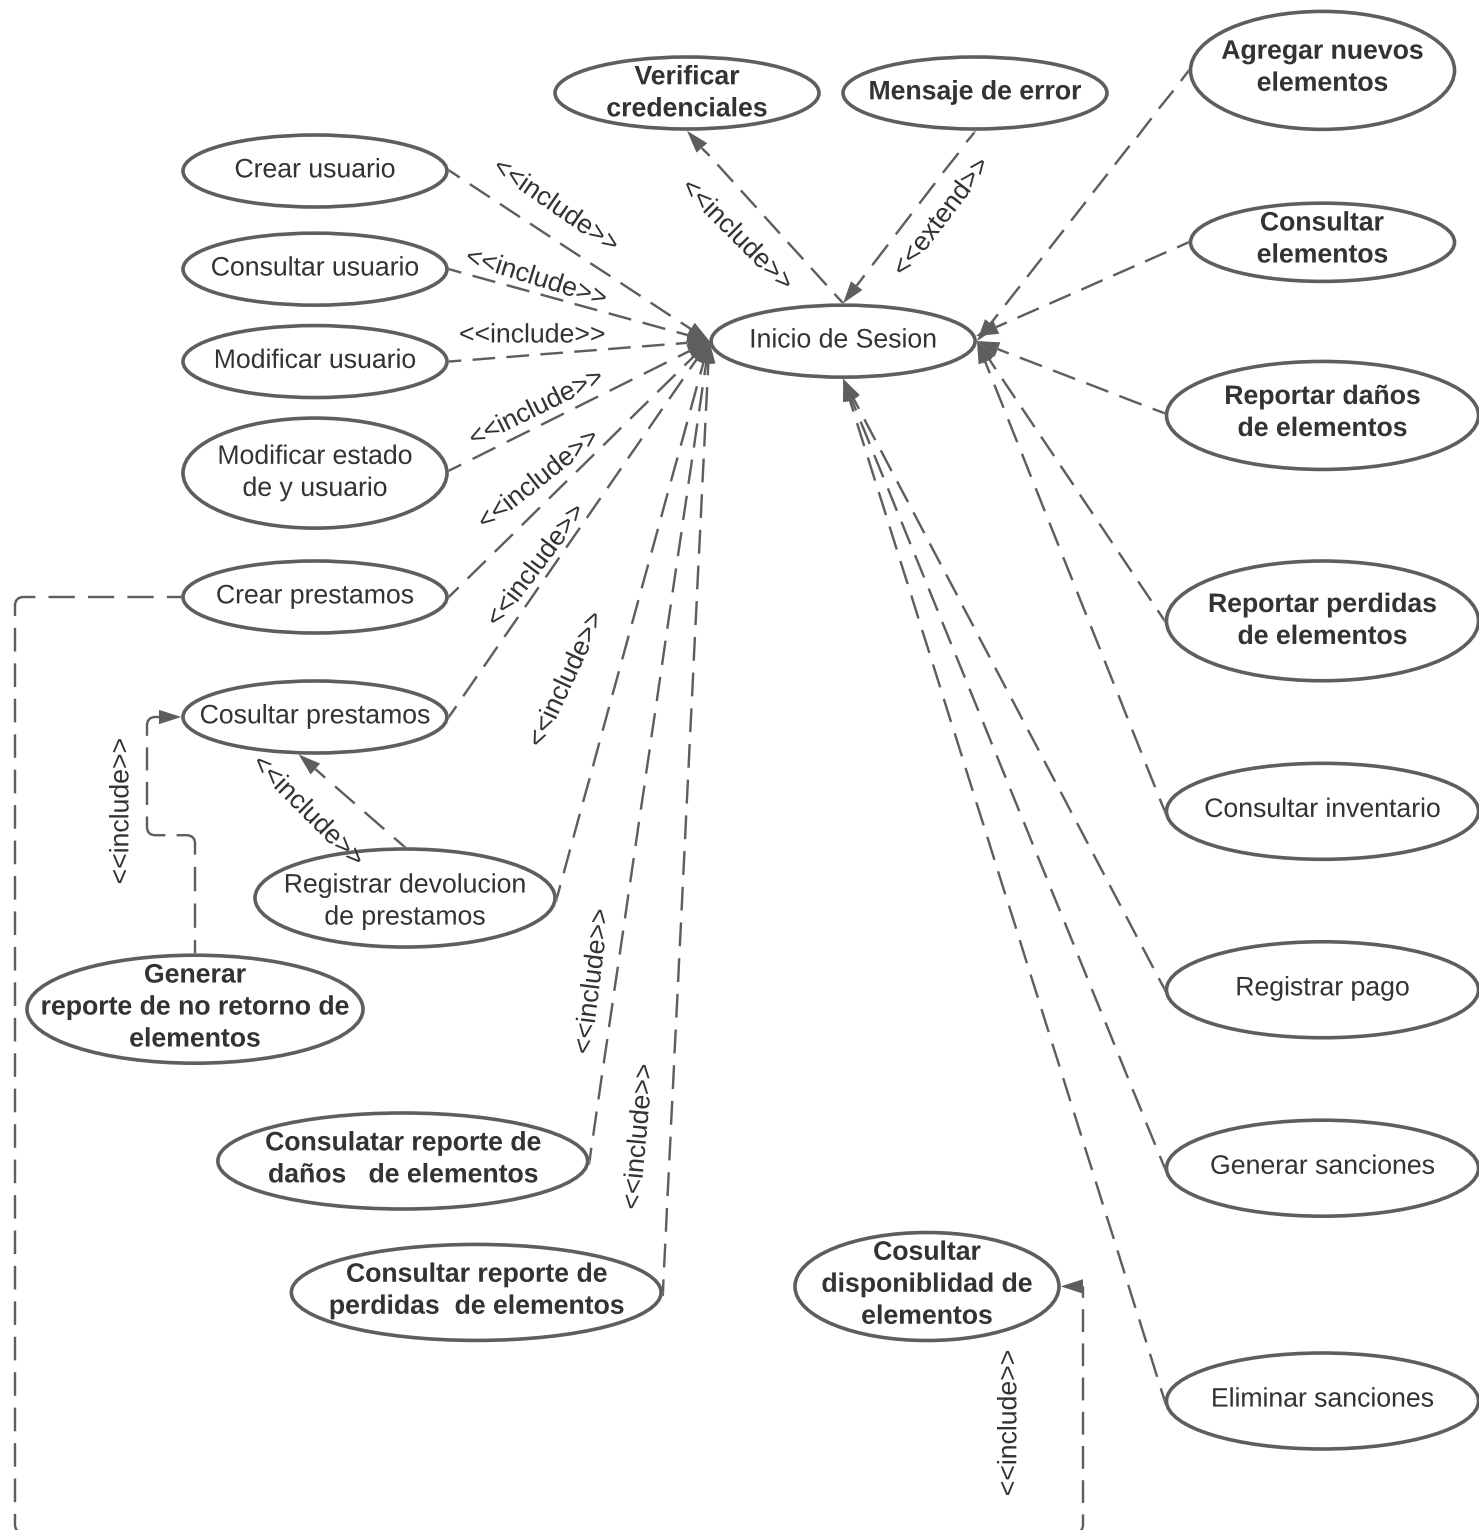 Agregar nuevos
elementos
Verificar
credenciales
Mensaje de error
Crear usuario
<<include>>
<<include>>
<<extend>>
Consultar
elementos
Consultar usuario
<<include>>
Modificar usuario
<<include>>
Inicio de Sesion
Reportar daños
de elementos
Modificar estado
de y usuario
<<include>>
<<include>>
Crear prestamos
<<include>>
Reportar perdidas
de elementos
Cosultar prestamos
<<include>>
<<include>>
<<include>>
Consultar inventario
Registrar devolucion
de prestamos
Generar
reporte de no retorno de
elementos
<<include>>
Registrar pago
Consulatar reporte de
daños   de elementos
<<include>>
Generar sanciones
Consultar reporte de
perdidas  de elementos
Cosultar
disponiblidad de
elementos
<<include>>
Eliminar sanciones